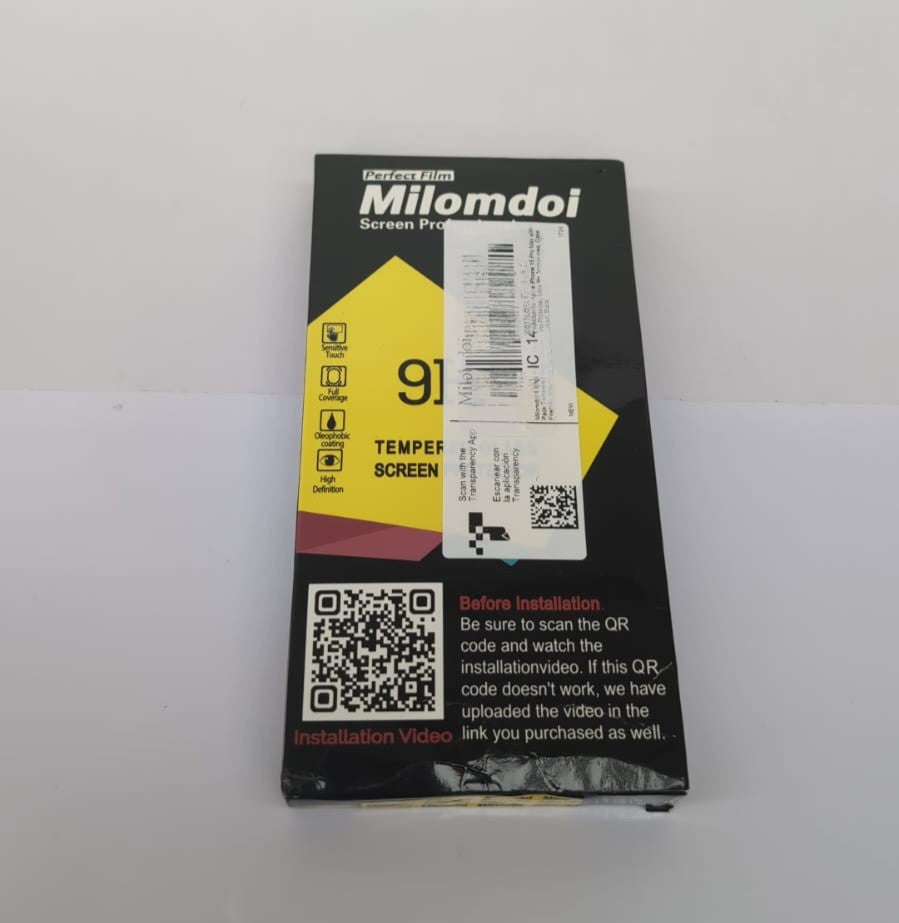 Perfect Film
Milomdoi
Screen
Sensitive
Touch
Full
Coverage
Oleophobic
coating
High
Definition
TEMPER
SCREEN
IC 14
NEW
Scan with the
Transparency App
Escanear con
la aplicación
Transparency
Before Installation.
Be sure to scan the QR
code and watch the
installationvideo. If this QR
code doesn't work, we have
uploaded the video in the
link you purchased as well.
Installation Video